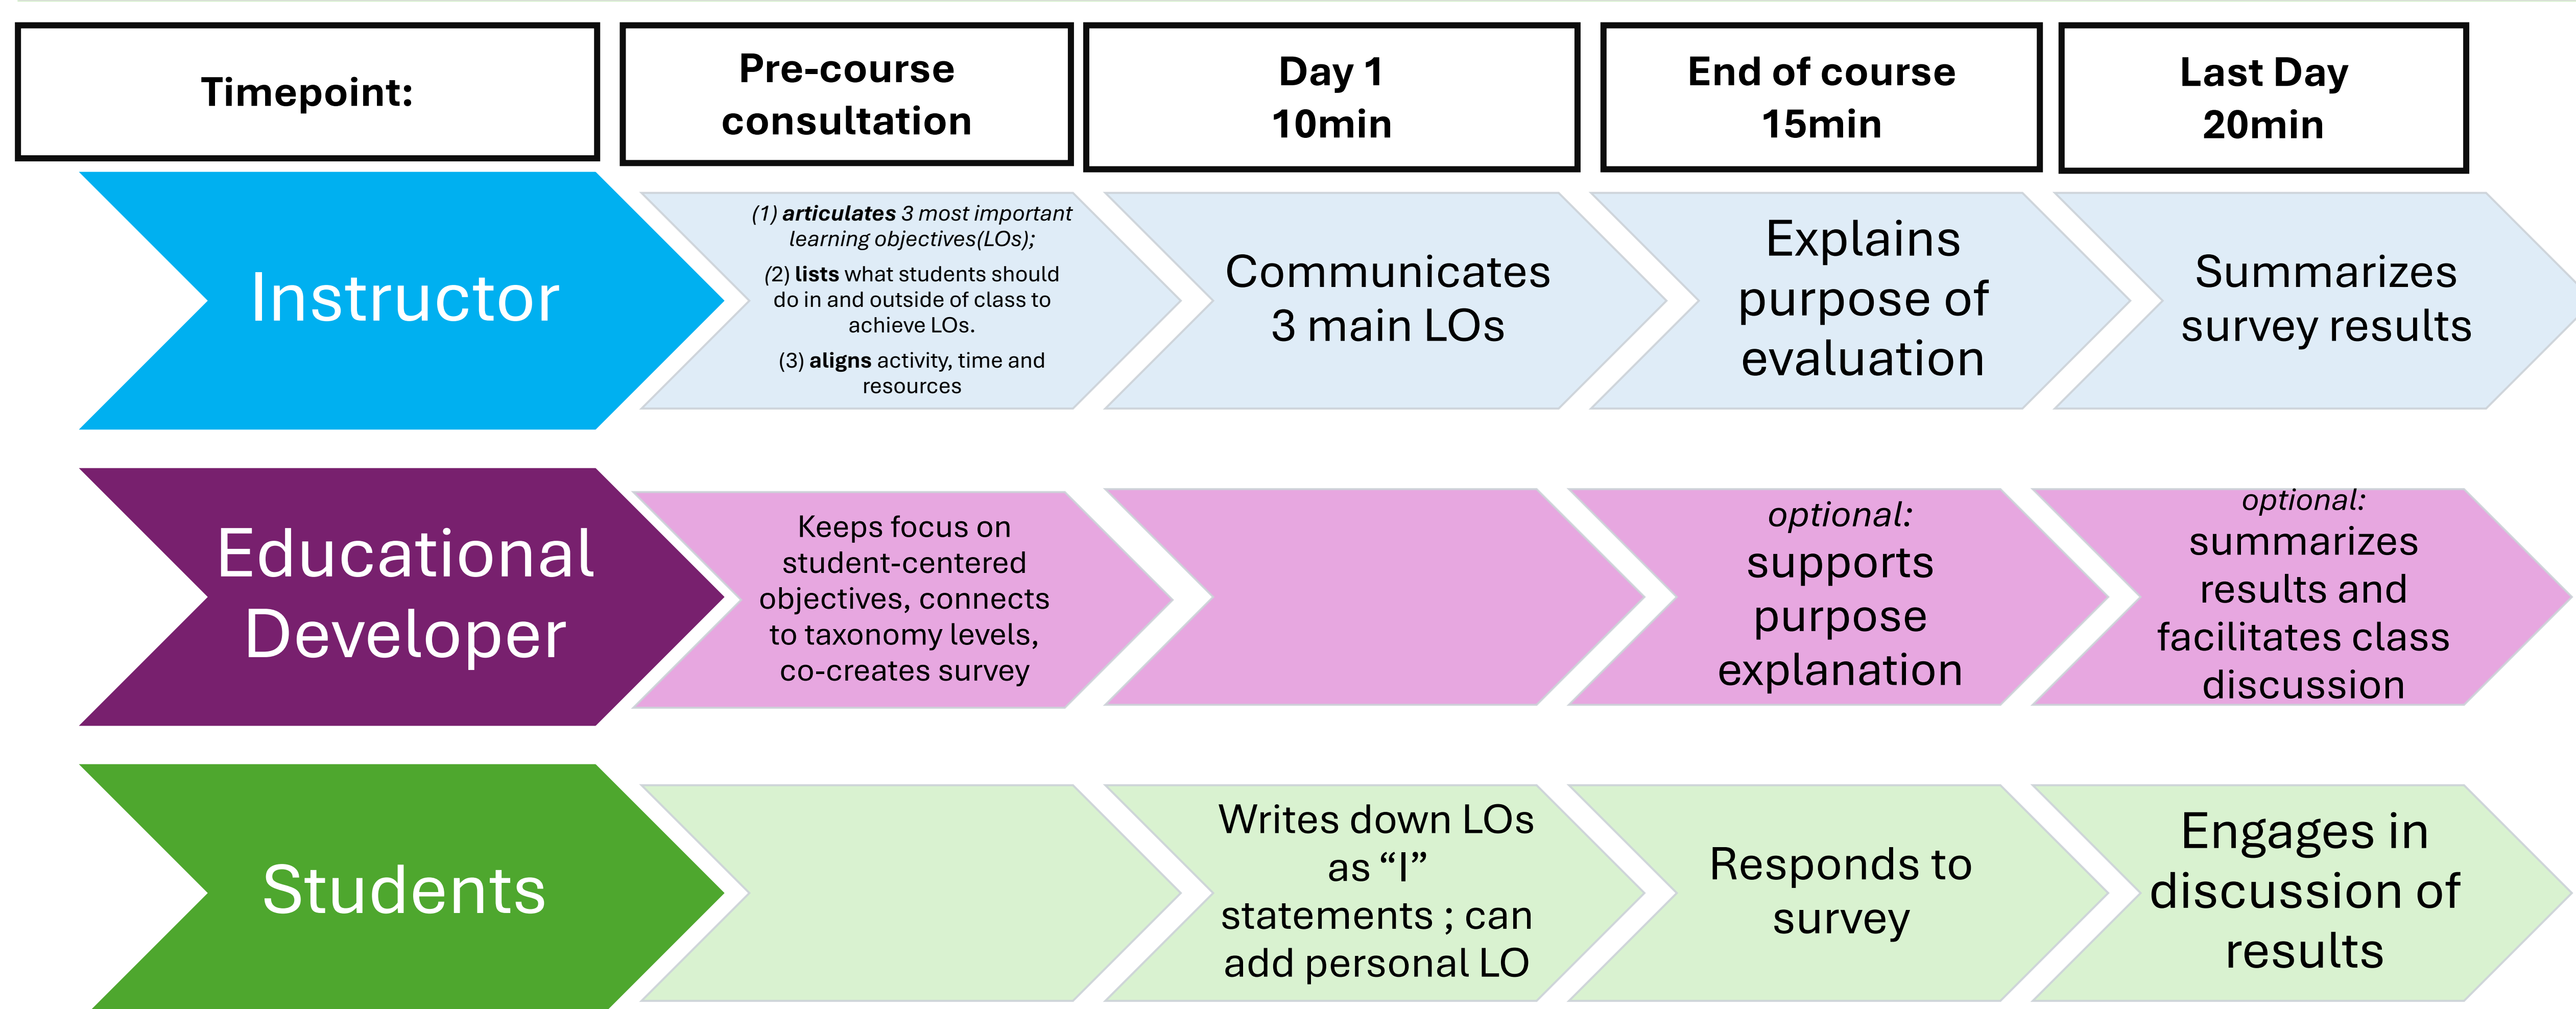 Timepoint:
Pre-course
consultation
Day 1
10min
End of course
15min
Last Day
20min
Instructor
(1) articulates 3 most important
learning objectives(LOs);
(2) lists what students should
do in and outside of class to
achieve LOs.
(3) aligns activity, time and
resources
Communicates
3 main LOs
Explains
purpose of
evaluation
Summarizes
survey results
Educational
Developer
Keeps focus on
student-centered
objectives, connects
to taxonomy levels,
co-creates survey
optional:
supports
purpose
explanation
optional:
summarizes
results and
facilitates class
discussion
Students
Writes down LOs
as “I”
statements ; can
add personal LO
Responds to
survey
Engages in
discussion of
results